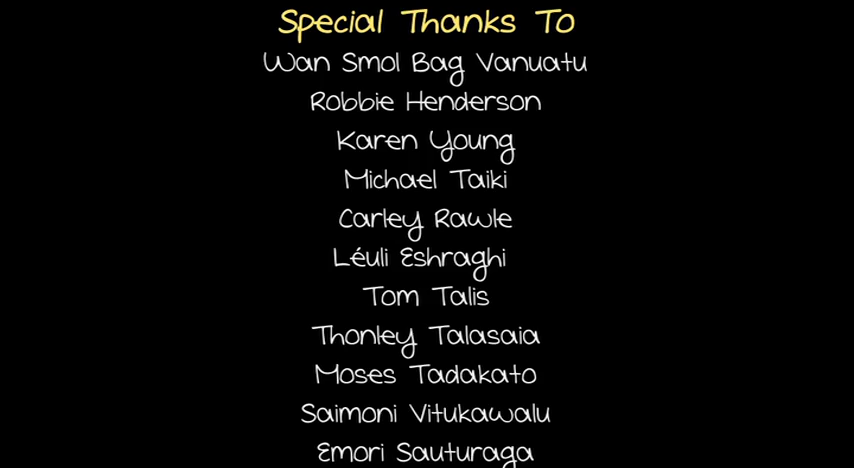 Special Thanks To
Wan Smol Bag Vanuatu
Robbie Henderson
Karen Young
Michael Taiki
Carley Rawle
Léuli Eshraghi
Tom Talis
Thonley Talasaia
Moses Tadakato
Saimoni Vitukawalu
Emori Sauturaga